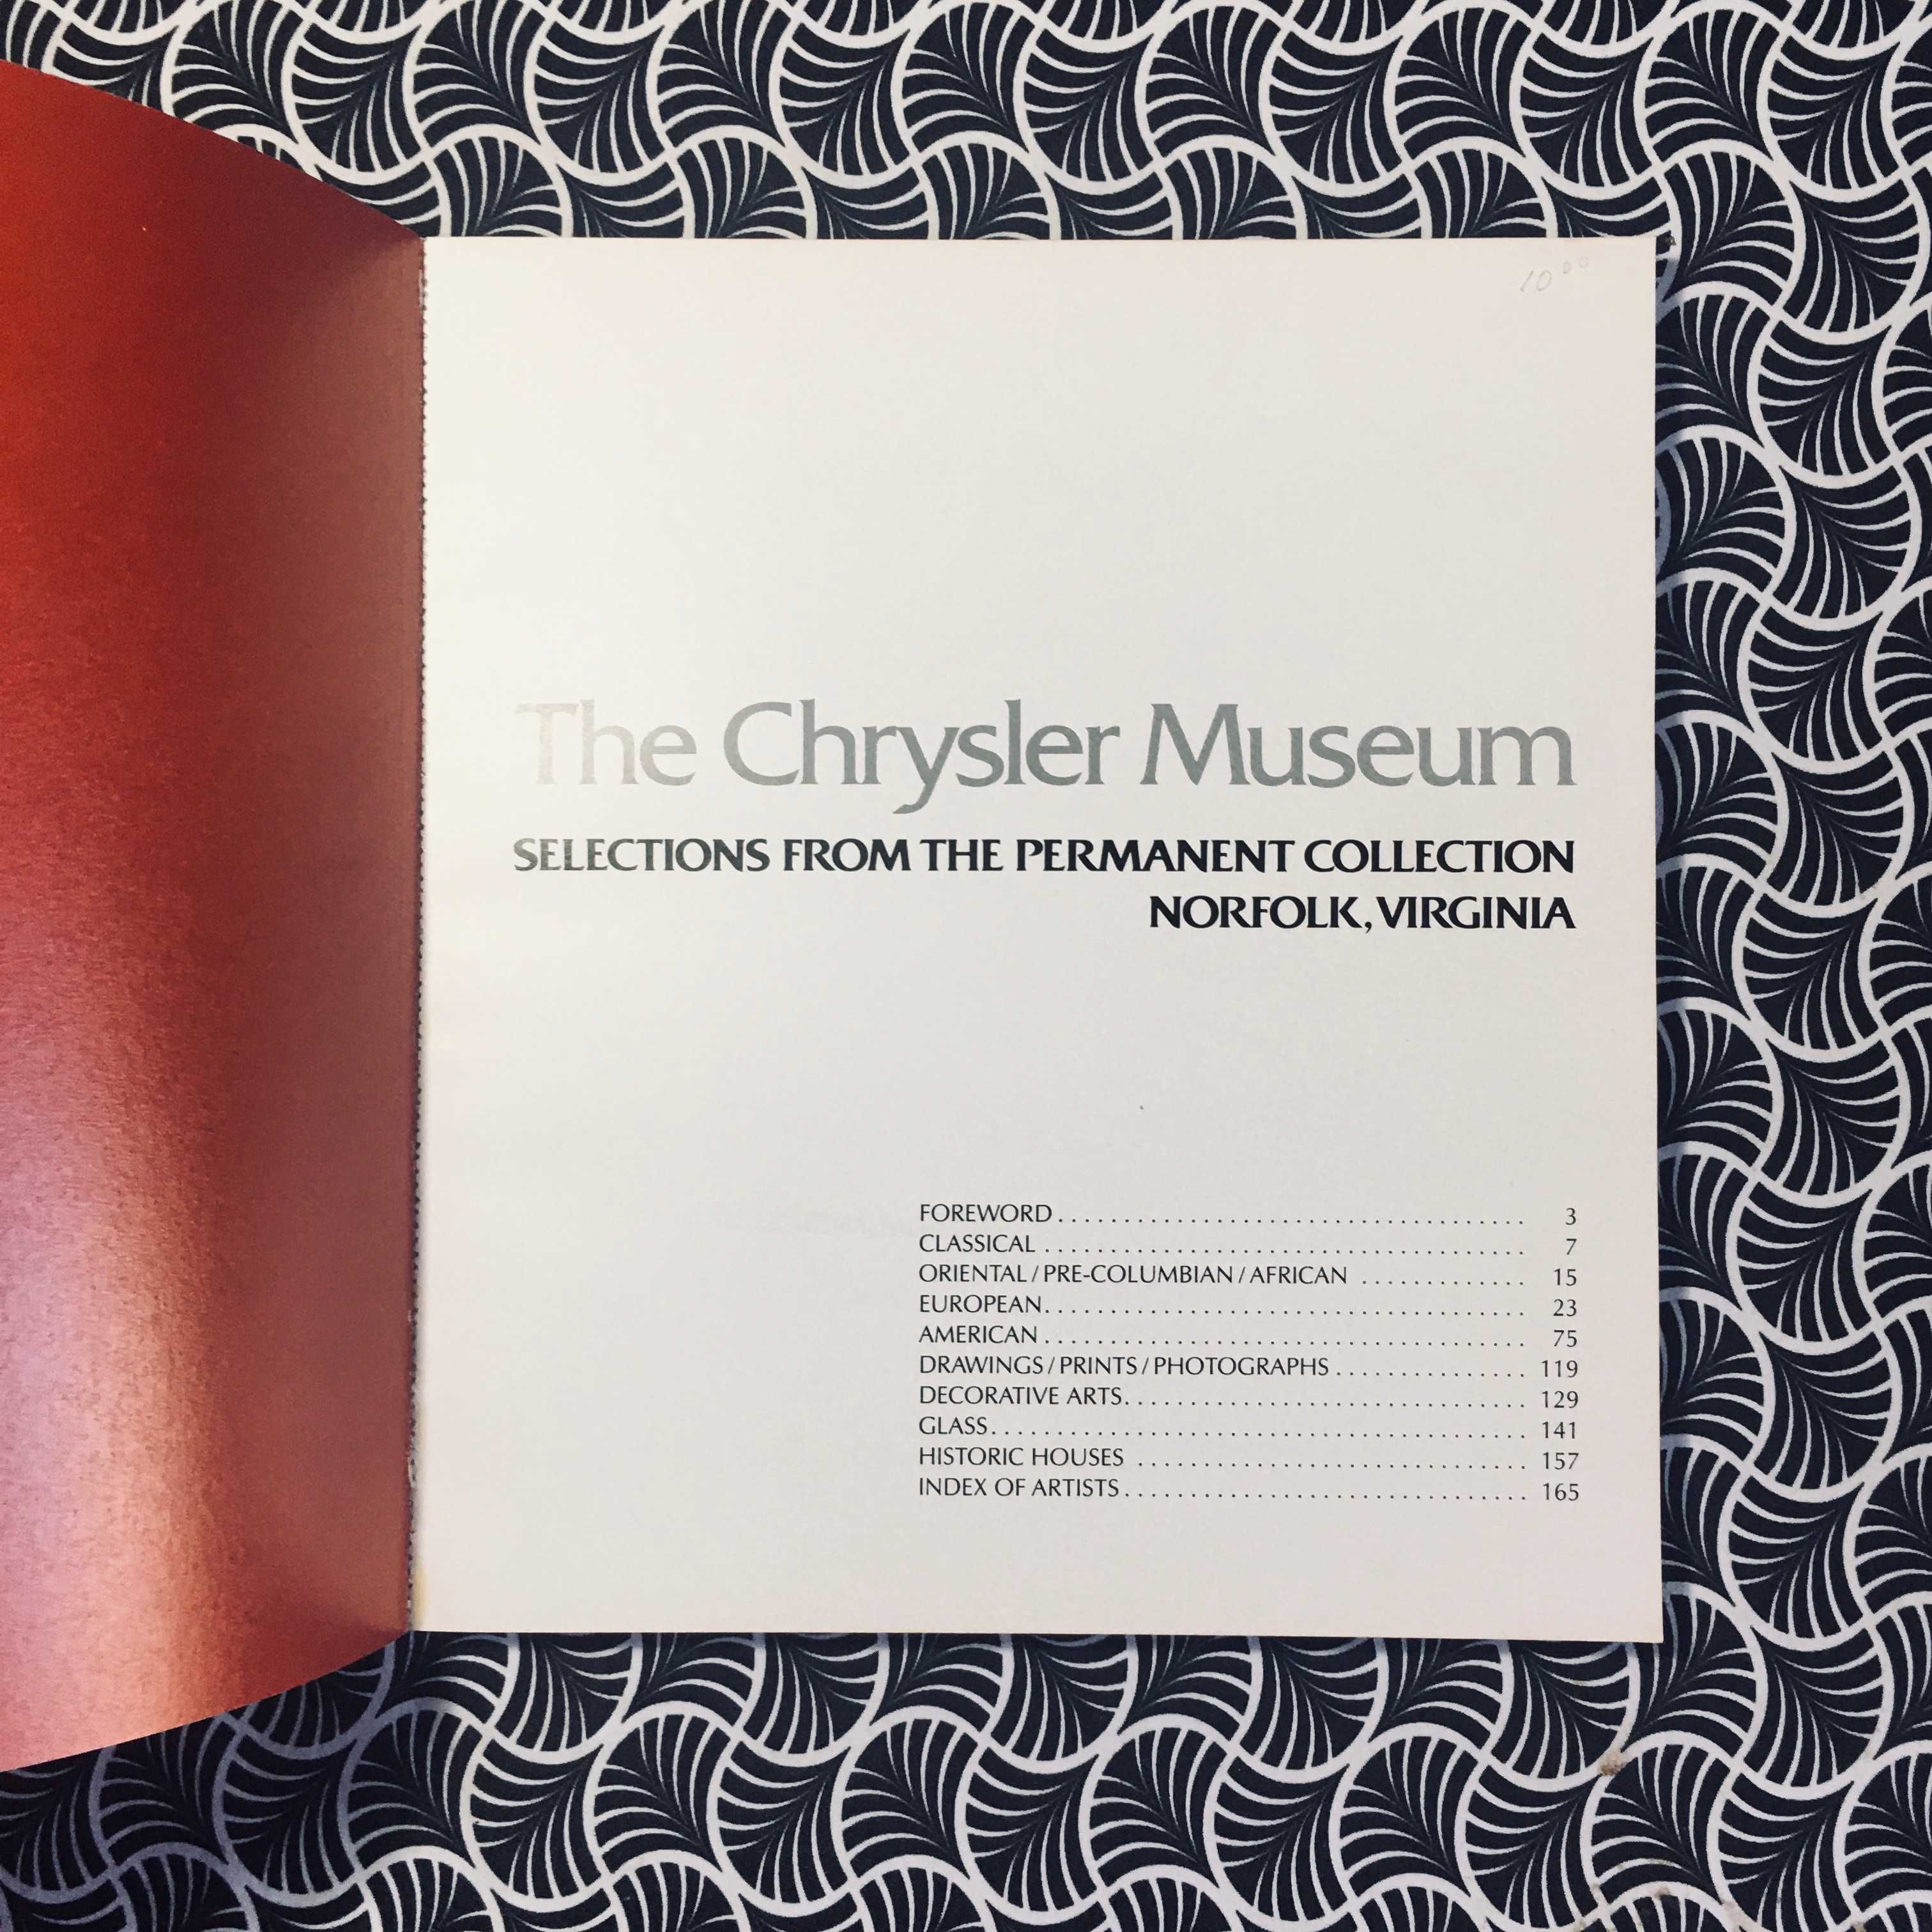 10 00
The Chrysler Museum
SELECTIONS FROM THE PERMANENT COLLECTION
NORFOLK, VIRGINIA
FOREWORD.................................... 3
CLASSICAL .................................... 7
ORIENTAL / PRE-COLUMBIAN / AFRICAN ............. 15
EUROPEAN..................................... 23
AMERICAN ..................................... 75
DRAWINGS / PRINTS / PHOTOGRAPHS............... 119
DECORATIVE ARTS............................... 129
GLASS......................................... 141
HISTORIC HOUSES .............................. 157
INDEX OF ARTISTS............................... 165